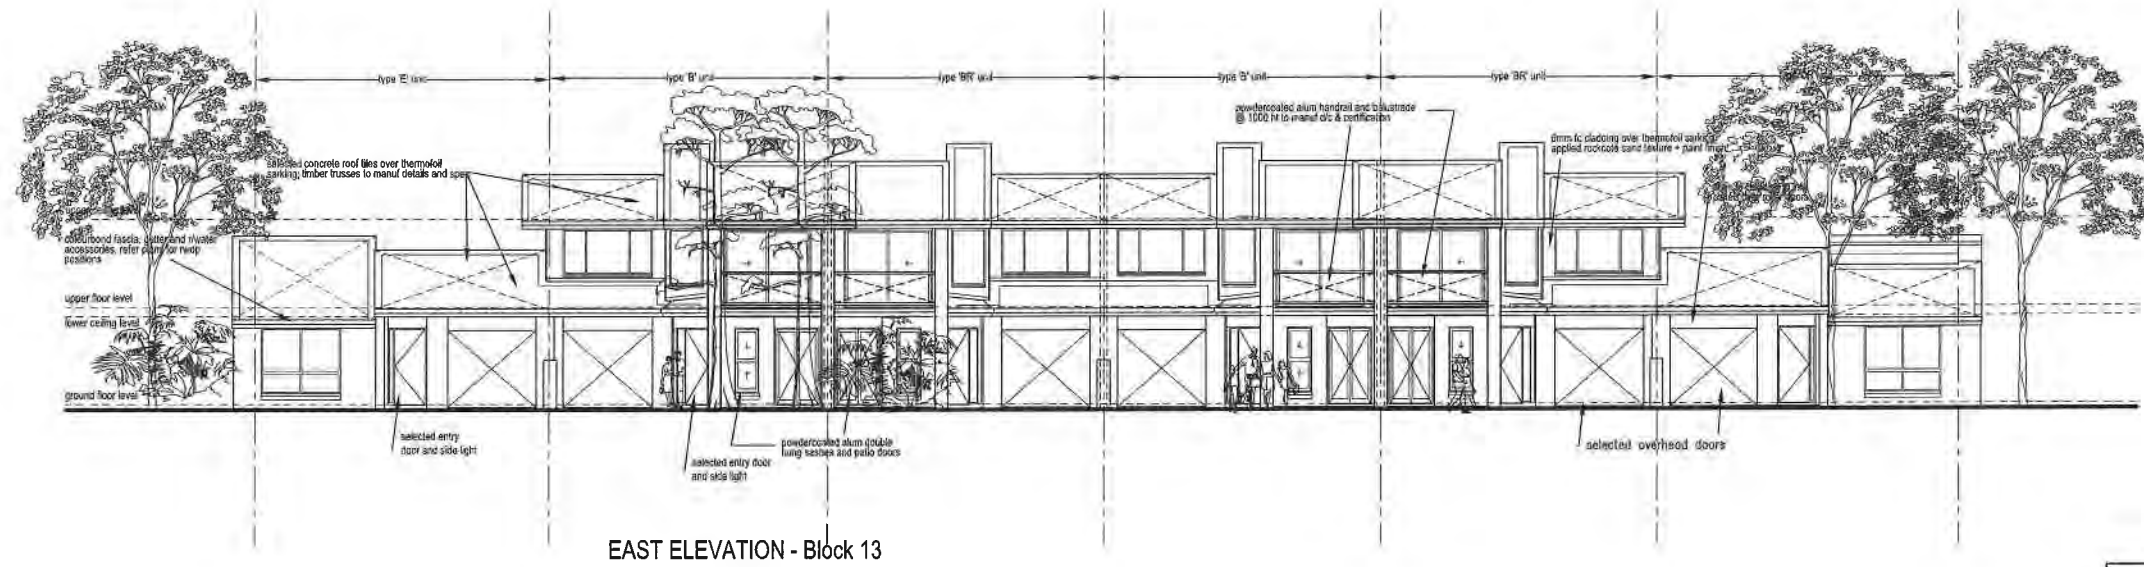 type 'E' unit
type 'B' unit
type 'BR' unit
type 'B' unit
type 'BR' unit
powdercoated alum handrail and balustrade
@ 1000 ht to manuf d/c & certification
6mm fc cladding over thermofoil sarking
applied rockcote sand texture + paint finish
selected concrete roof tiles over thermofoil
sarking; timber trusses to manuf details and spec
colourbond fascia, gutter and r/water
accessories, refer plans for rwdp
positions
upper floor level
lower ceiling level
ground floor level
selected entry
door and side light
selected entry door
and side light
powdercoated alum double
hung sashes and patio doors
selected overhead doors
EAST ELEVATION - Block 13